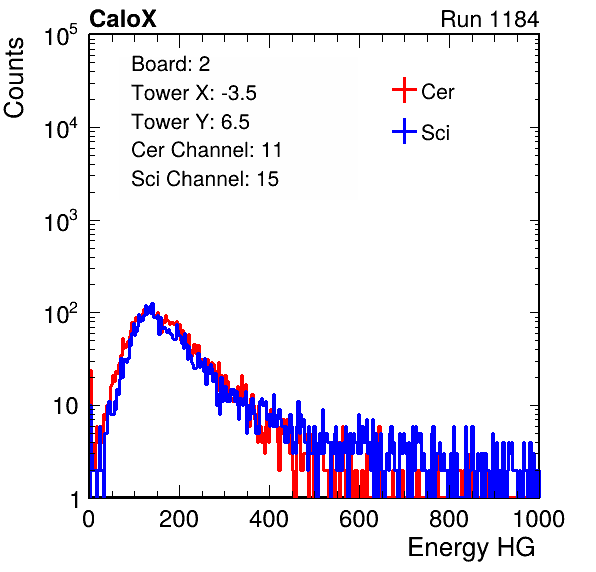 CaloX Run 1184
Counts
10^5
10^4
10^3
10^2
10
1
Board: 2
Tower X: -3.5
Tower Y: 6.5
Cer Channel: 11
Sci Channel: 15
Cer
Sci
0 200 400 600 800 1000
Energy HG